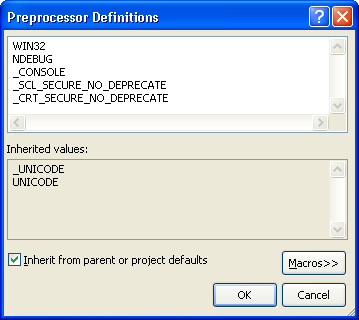 Preprocessor Definitions
WIN32
NDEBUG
_CONSOLE
_SCL_SECURE_NO_DEPRECATE
_CRT_SECURE_NO_DEPRECATE
Inherited values:
_UNICODE
UNICODE
Inherit from parent or project defaults
Macros>>
OK
Cancel